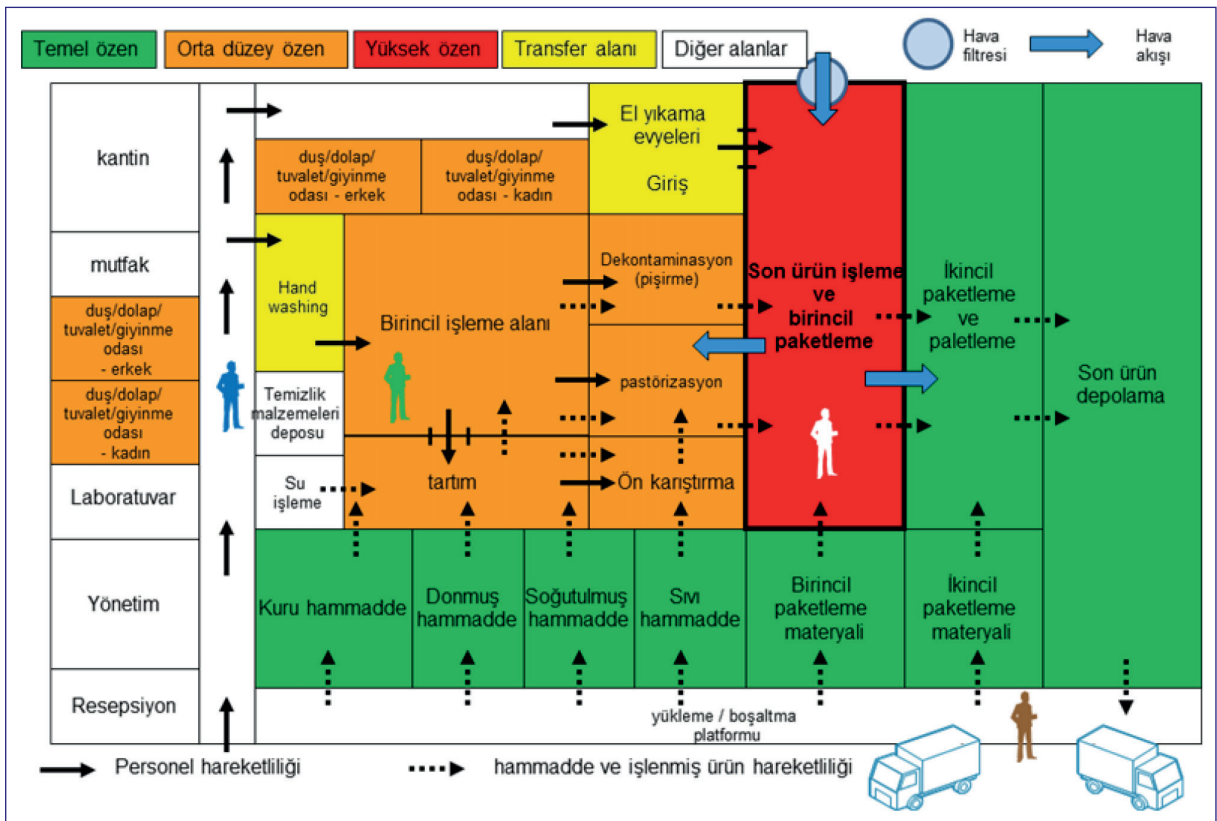 Temel özen
Orta düzey özen
Yüksek özen
Transfer alanı
Diğer alanlar
Hava
filtresi
Hava
akışı
kantin
mutfak
duş/dolap/
tuvalet/giyinme
odası
- erkek
duş/dolap/
tuvalet/giyinme
odası
- kadın
Laboratuvar
Yönetim
Resepsiyon
duş/dolap/
tuvalet/giyinme
odası - erkek
duş/dolap/
tuvalet/giyinme
odası - kadın
El yıkama
evyeleri
Giriş
Hand
washing
Birincil işleme alanı
Temizlik
malzemeleri
deposu
Su
işleme
tartım
Dekontaminasyon
(pişirme)
pastörizasyon
Ön karıştırma
Son ürün işleme
ve
birincil
paketleme
İkincil
paketleme
ve
paletleme
Son ürün
depolama
Kuru hammadde
Donmuş
hammadde
Soğutulmuş
hammadde
Sıvı
hammadde
Birincil
paketleme
materyali
İkincil
paketleme
materyali
yükleme / boşaltma
platformu
Personel hareketliliği
hammadde ve işlenmiş ürün hareketliliği